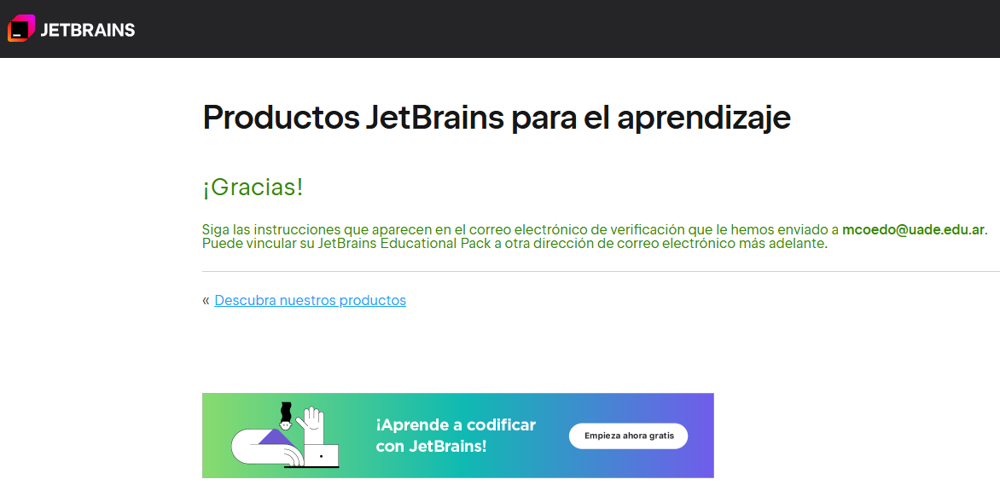 JETBRAINS
Productos JetBrains para el aprendizaje
¡Gracias!
Siga las instrucciones que aparecen en el correo electrónico de verificación que le hemos enviado a mcoedo@uade.edu.ar.
Puede vincular su JetBrains Educational Pack a otra dirección de correo electrónico más adelante.
« Descubra nuestros productos
¡Aprende a codificar
con JetBrains!
Empieza ahora gratis